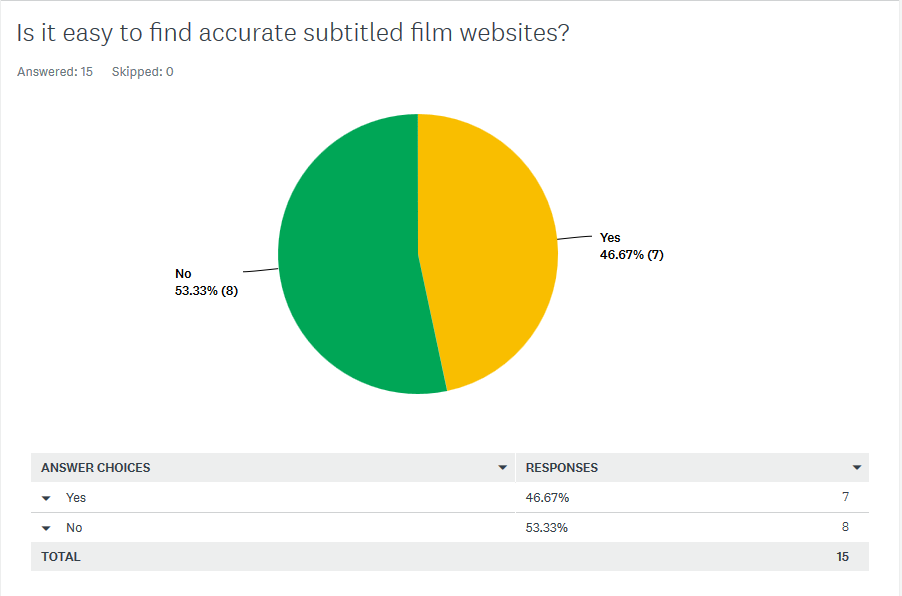 Is it easy to find accurate subtitled film websites?
Answered: 15 Skipped: 0
Yes
46.67% (7)
No
53.33% (8)
ANSWER CHOICES RESPONSES
Yes 46.67% 7
No 53.33% 8
TOTAL 15